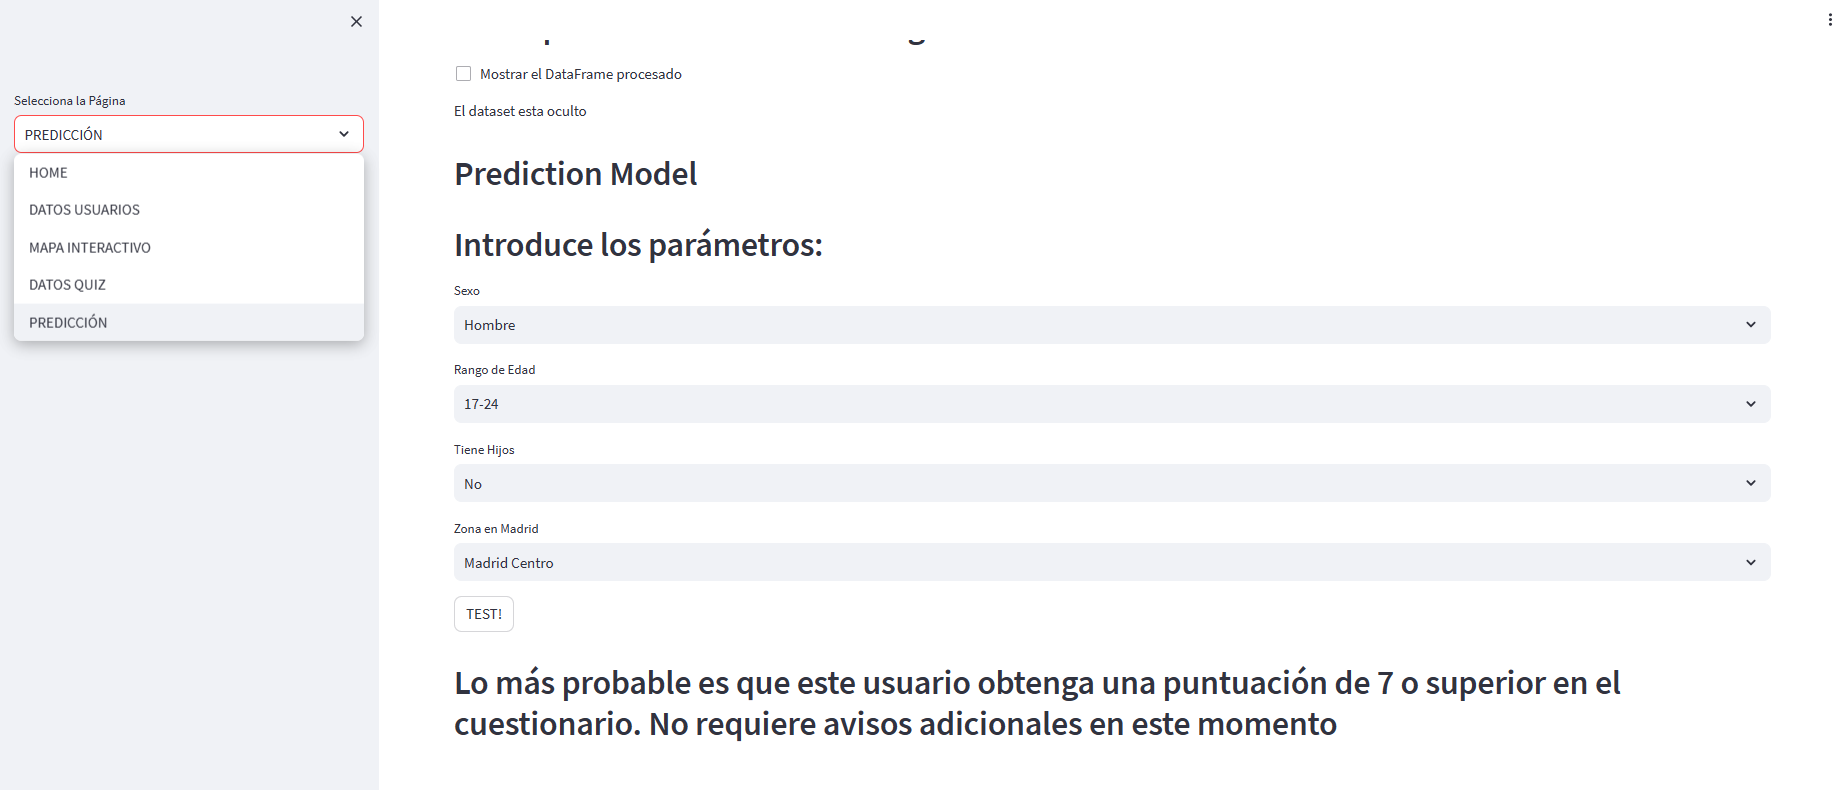 Selecciona la Página
PREDICCIÓN
HOME
DATOS USUARIOS
MAPA INTERACTIVO
DATOS QUIZ
PREDICCIÓN
Mostrar el DataFrame procesado
El dataset esta oculto
Prediction Model
Introduce los parámetros:
Sexo
Hombre
Rango de Edad
17-24
Tiene Hijos
No
Zona en Madrid
Madrid Centro
TEST!
Lo más probable es que este usuario obtenga una puntuación de 7 o superior en el
cuestionario. No requiere avisos adicionales en este momento